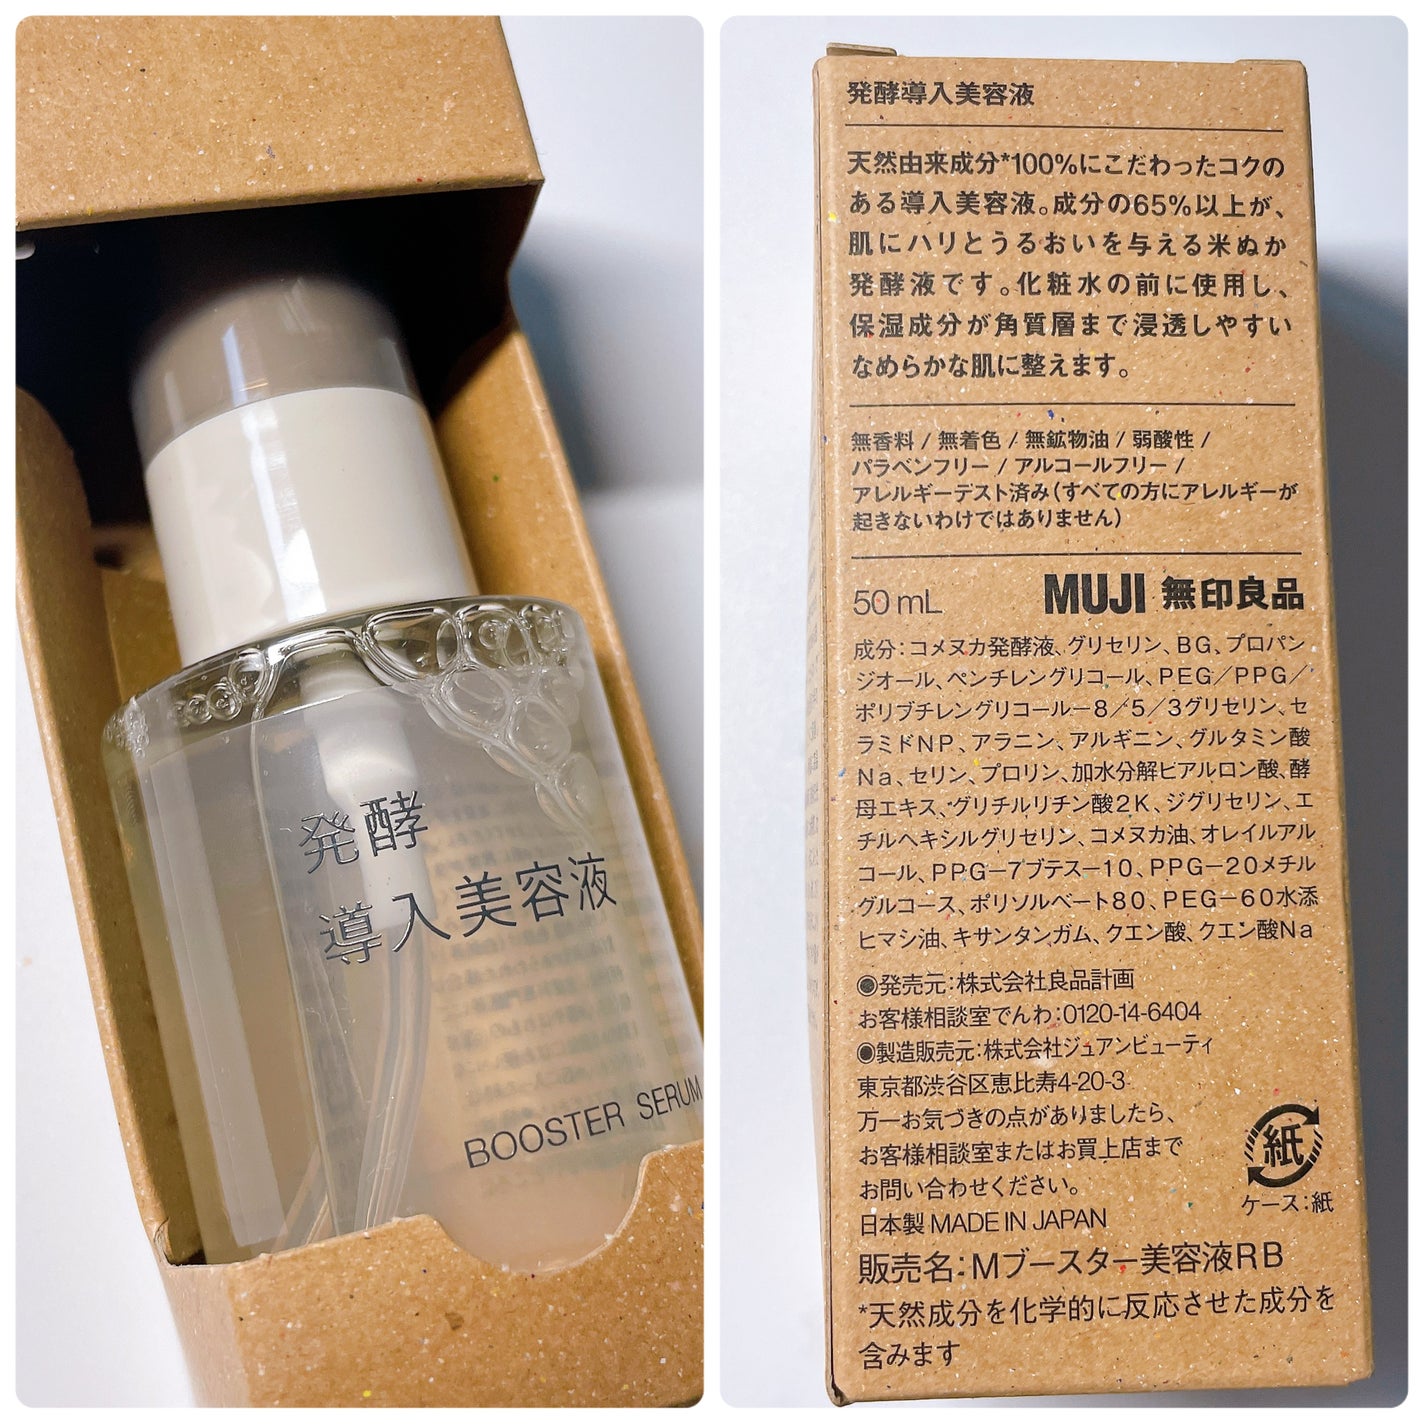 発酵
導入美容液
BOOSTER SERUM
発酵導入美容液
天然由来成分*100%にこだわったコクの
ある導入美容液。成分の65%以上が、
肌にハリとうるおいを与える米ぬか
発酵液です。化粧水の前に使用し、
保湿成分が角質層まで浸透しやすい
なめらかな肌に整えます。
無香料 / 無着色 / 無鉱物油 / 弱酸性 /
パラベンフリー / アルコールフリー /
アレルギーテスト済み(すべての方にアレルギーが
起きないわけではありません)
50 mL MUJI 無印良品
成分:コメヌカ発酵液、グリセリン、BG、プロパン
ジオール、ペンチレングリコール、PEG/PPG/
ポリブチレングリコール-8/5/3グリセリン、セ
ラミドNP、アラニン、アルギニン、グルタミン酸
Na、セリン、プロリン、加水分解ヒアルロン酸、酵
母エキス、グリチルリチン酸2K、ジグリセリン、エ
チルヘキシルグリセリン、コメヌカ油、オレイルアル
コール、PPG-7ブテス-10、PPG-20メチル
グルコース、ポリソルベート80、PEG-60水添
ヒマシ油、キサンタンガム、クエン酸、クエン酸Na
◉発売元:株式会社良品計画
お客様相談室でんわ:0120-14-6404
◉製造販売元:株式会社ジュアンビューティ
東京都渋谷区恵比寿4-20-3
万一お気づきの点がありましたら、
お客様相談室またはお買上店まで
お問い合わせください。
日本製 MADE IN JAPAN
紙
ケース:紙
販売名:Mブースター美容液RB
*天然成分を化学的に反応させた成分を
含みます